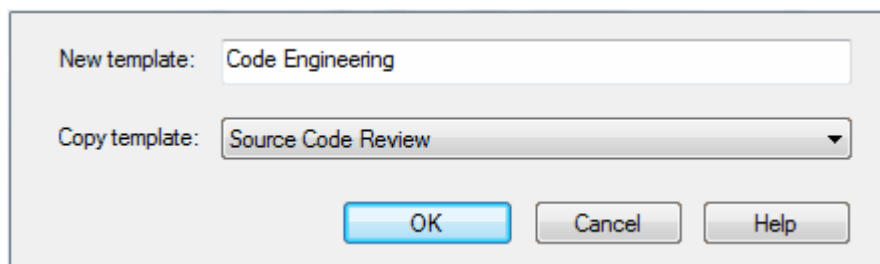 New template: Code Engineering
Copy template: Source Code Review
OK Cancel Help